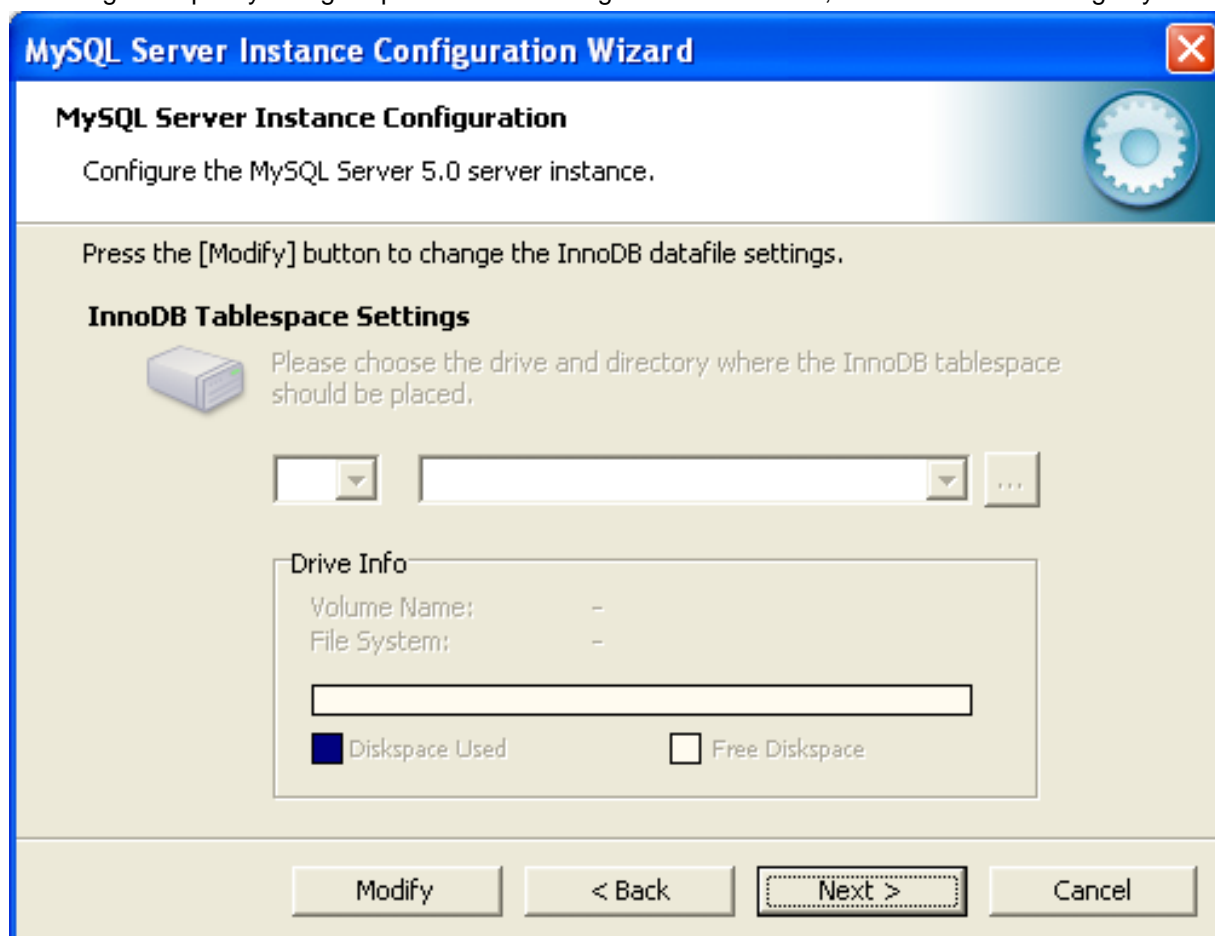 MySQL Server Instance Configuration Wizard
MySQL Server Instance Configuration
Configure the MySQL Server 5.0 server instance.
Press the [Modify] button to change the InnoDB datafile settings.
InnoDB Tablespace Settings
Please choose the drive and directory where the InnoDB tablespace
should be placed.
...
Drive Info
Volume Name: -
File System: -
Diskspace Used Free Diskspace
Modify < Back Next > Cancel